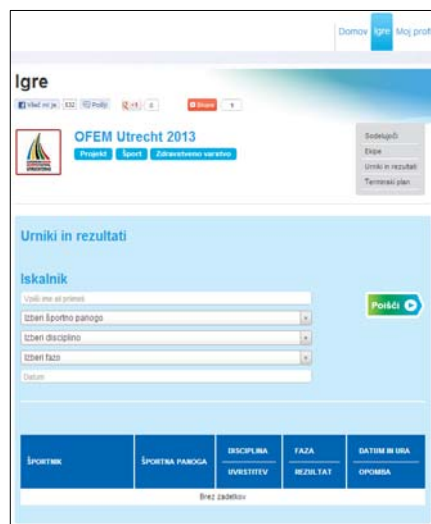 Domov Igre Moj profi
Igre
Všeč mi je 532 Pošlji +1 0 Share 1
OFEM Utrecht 2013
Projekt Šport Zdravstveno varstvo
Sodelujoči
Ekipe
Urniki in rezultati
Terminski plan
Urniki in rezultati
Iskalnik
Vpiši ime ali priimek
Izberi športno panogo
Izberi disciplino
Izberi fazo
Datum
Poišči
ŠPORTNIK ŠPORTNA PANOGA DISCIPLINA FAZA DATUM IN URA
UVRSTITEV REZULTAT OPOMBA
Brez zadetkov